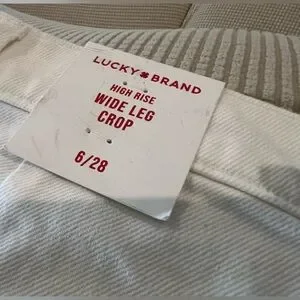 LUCKY BRAND
HIGH RISE
WIDE LEG
CROP
6/28